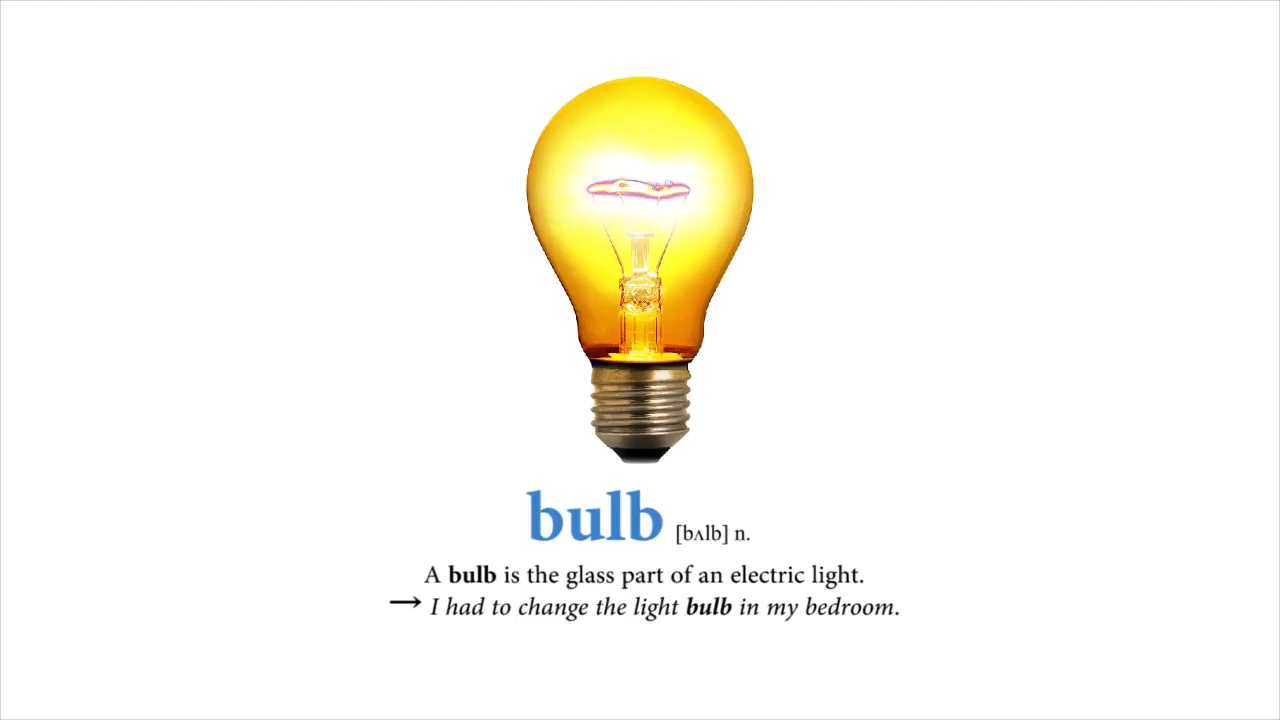 bulb [bʌlb] n.
A bulb is the glass part of an electric light.
→ I had to change the light bulb in my bedroom.